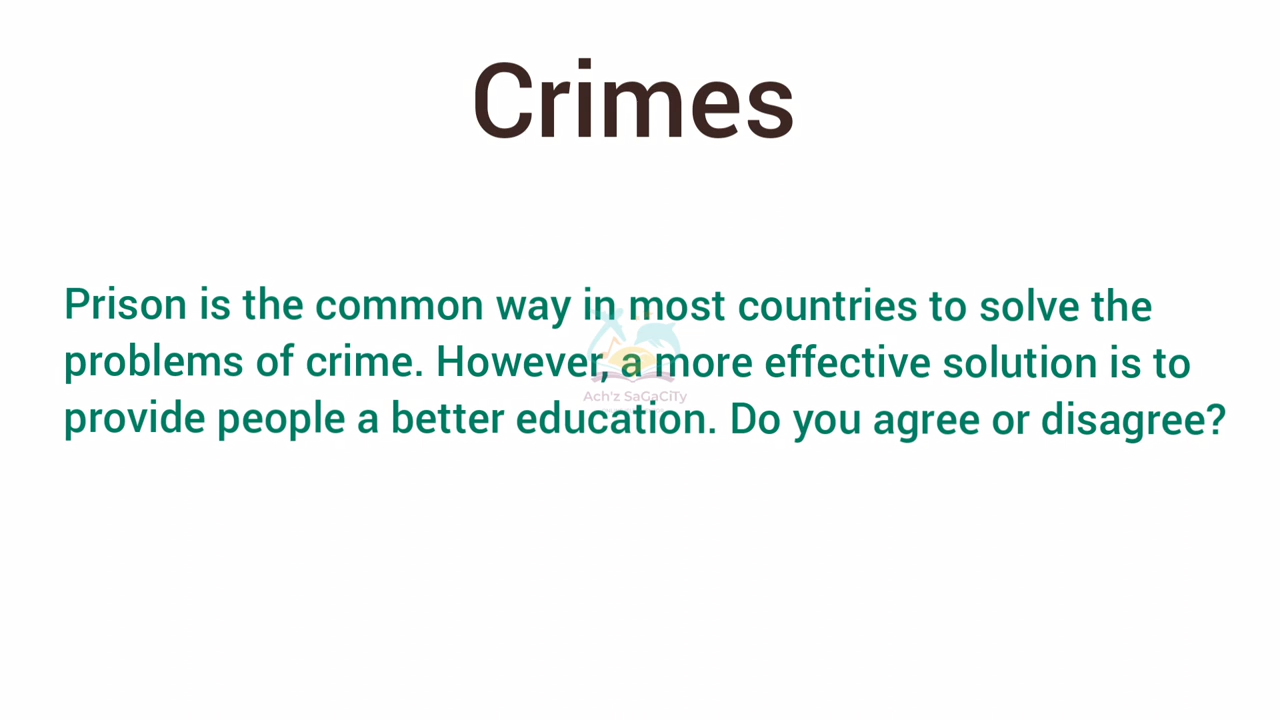 Crimes
Prison is the common way in most countries to solve the
problems of crime. However, a more effective solution is to
provide people a better education. Do you agree or disagree?
Ach'z SaGaCiTy